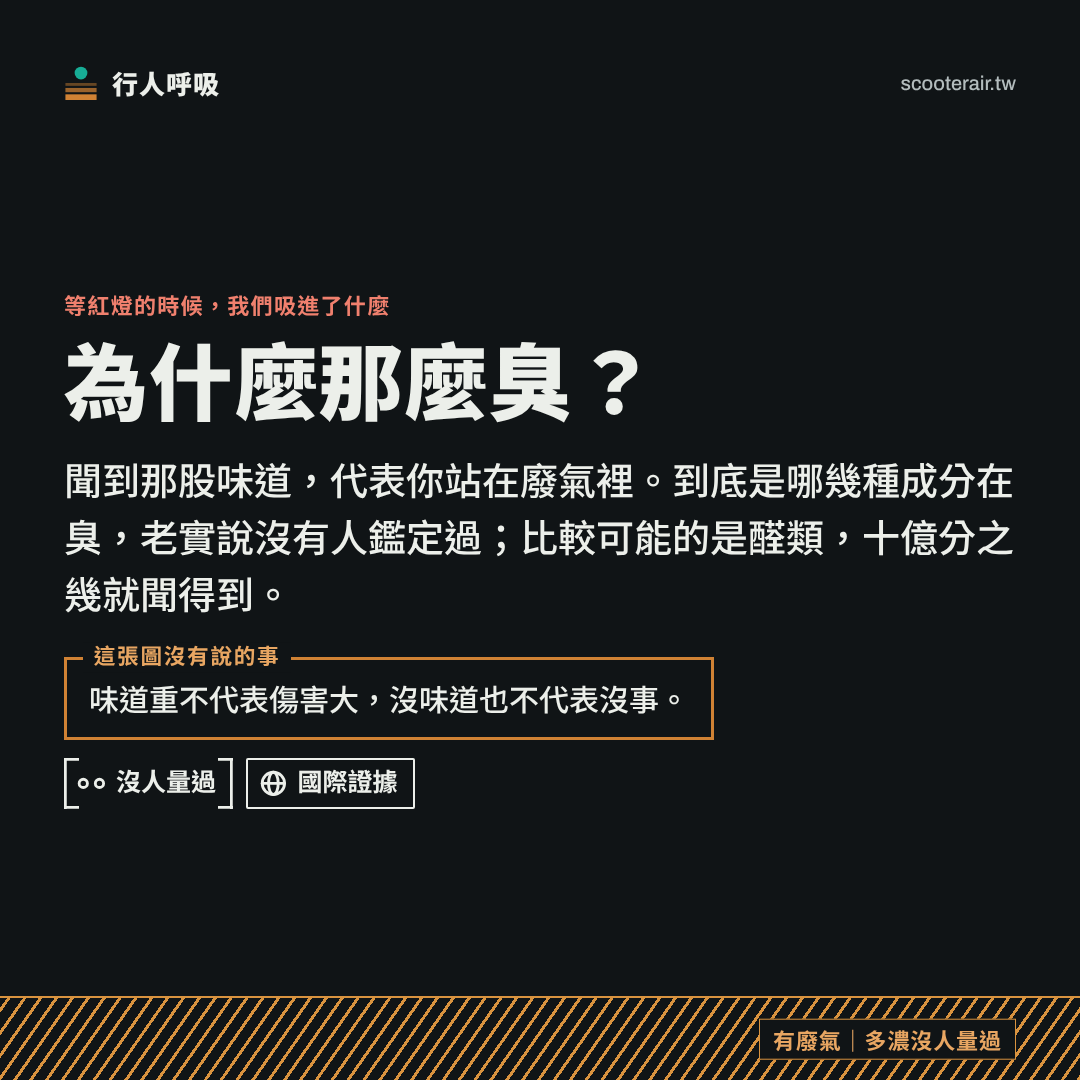 行人呼吸
scooterair.tw
等紅燈的時候，我們吸進了什麼
為什麼那麼臭？
聞到那股味道，代表你站在廢氣裡。到底是哪幾種成分在
臭，老實說沒有人鑑定過；比較可能的是醛類，十億分之
幾就聞得到。
這張圖沒有說的事
味道重不代表傷害大，沒味道也不代表沒事。
沒人量過
國際證據
有廢氣｜多濃沒人量過